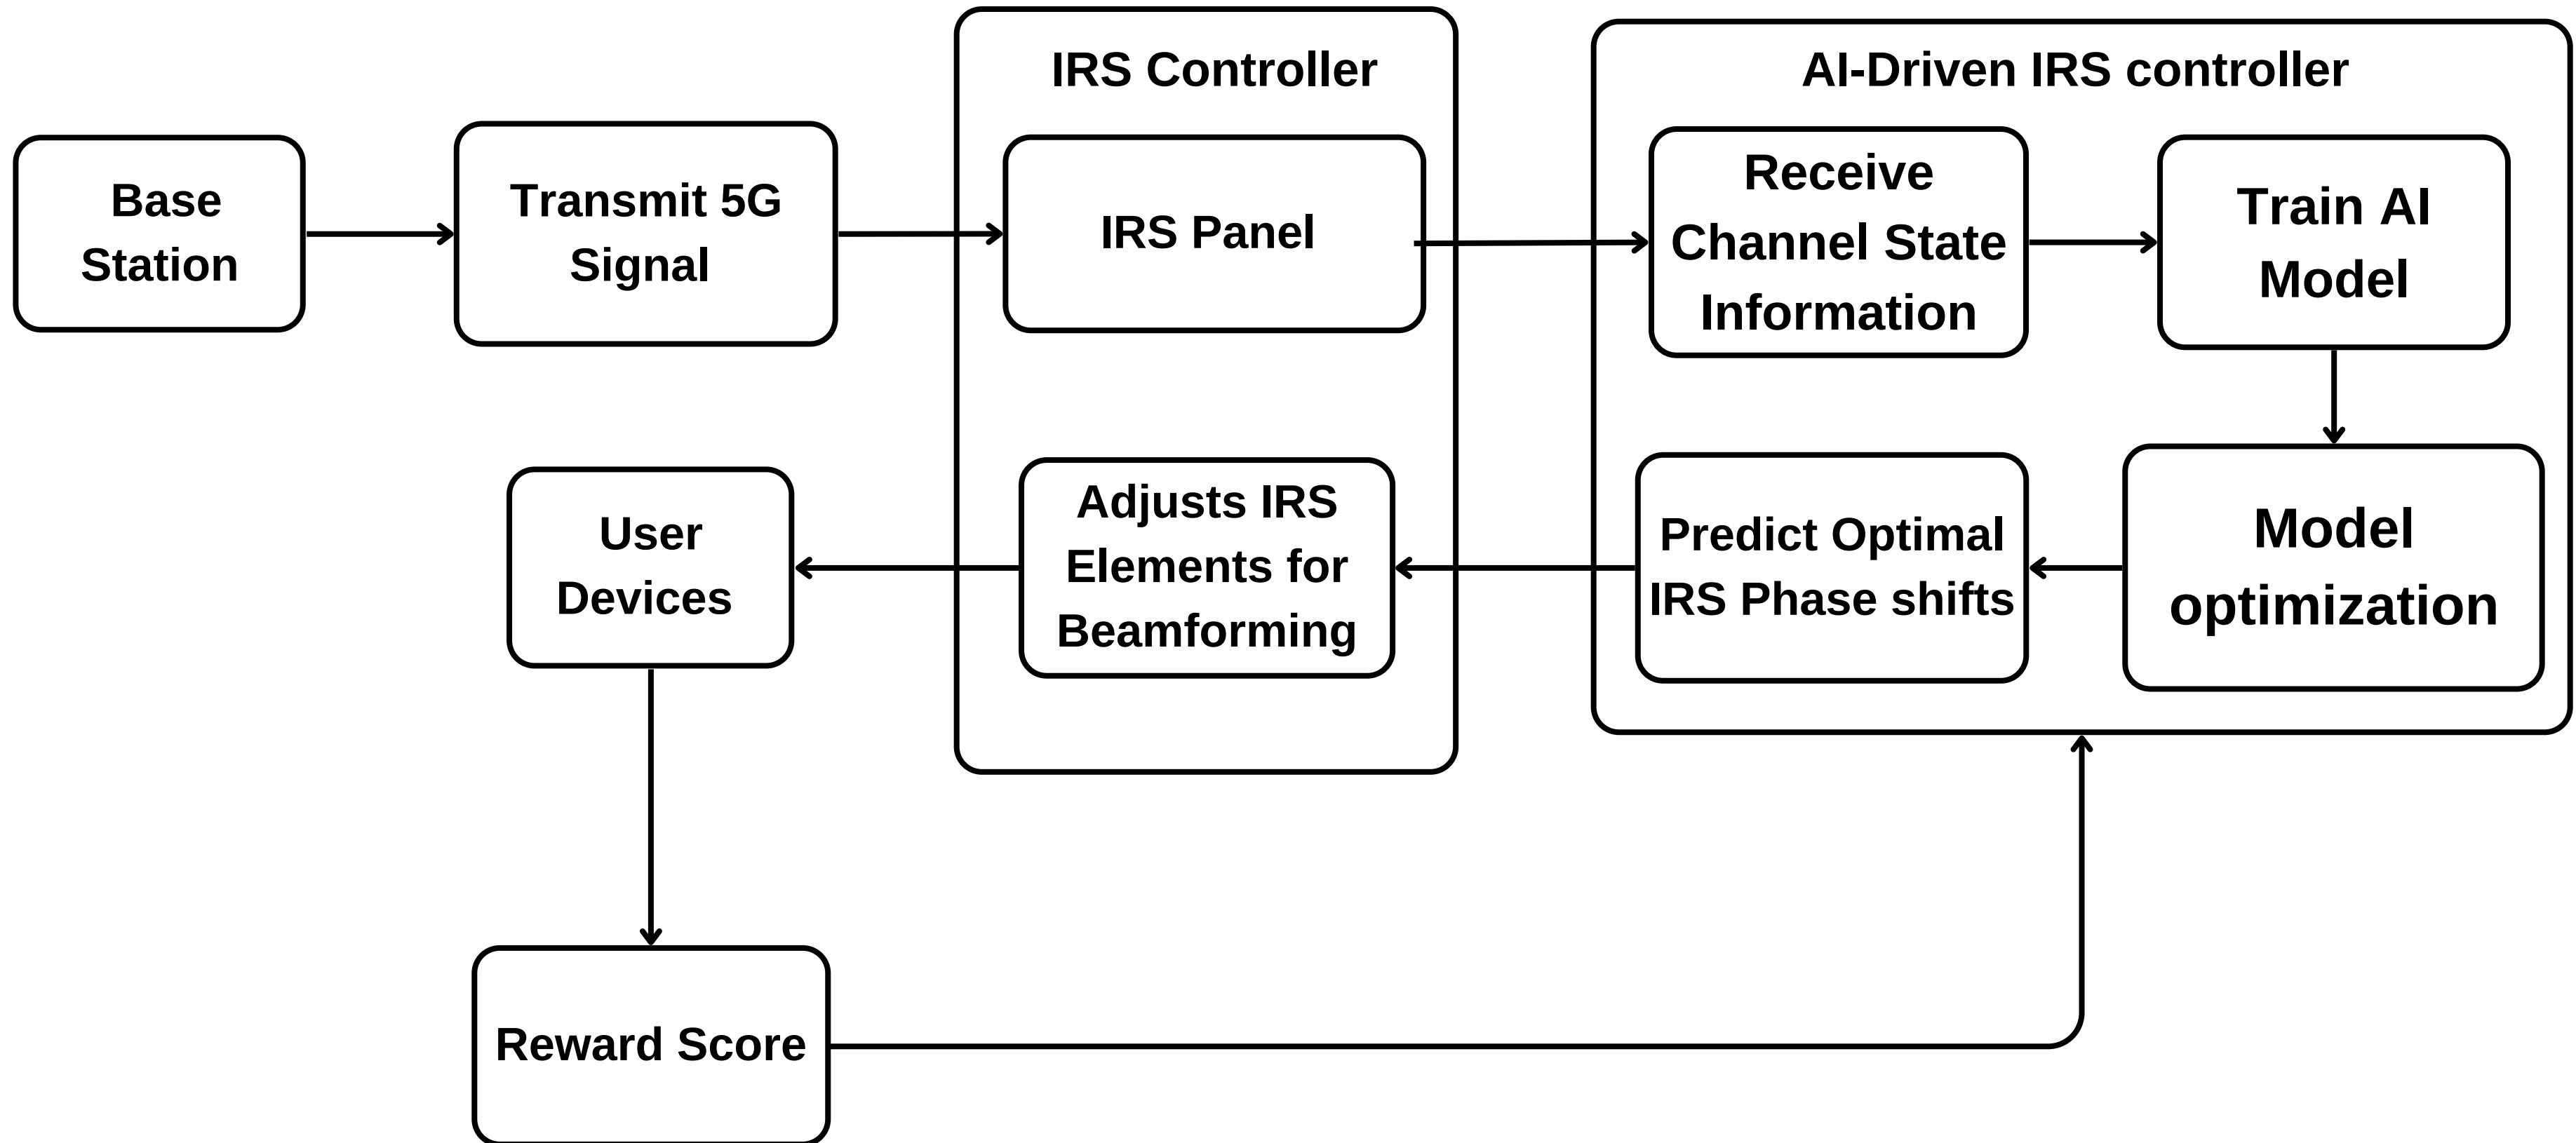 IRS Controller
AI-Driven IRS controller
Base
Station
Transmit 5G
Signal
IRS Panel
Receive
Channel State
Information
Train AI
Model
User
Devices
Adjusts IRS
Elements for
Beamforming
Predict Optimal
IRS Phase shifts
Model
optimization
Reward Score